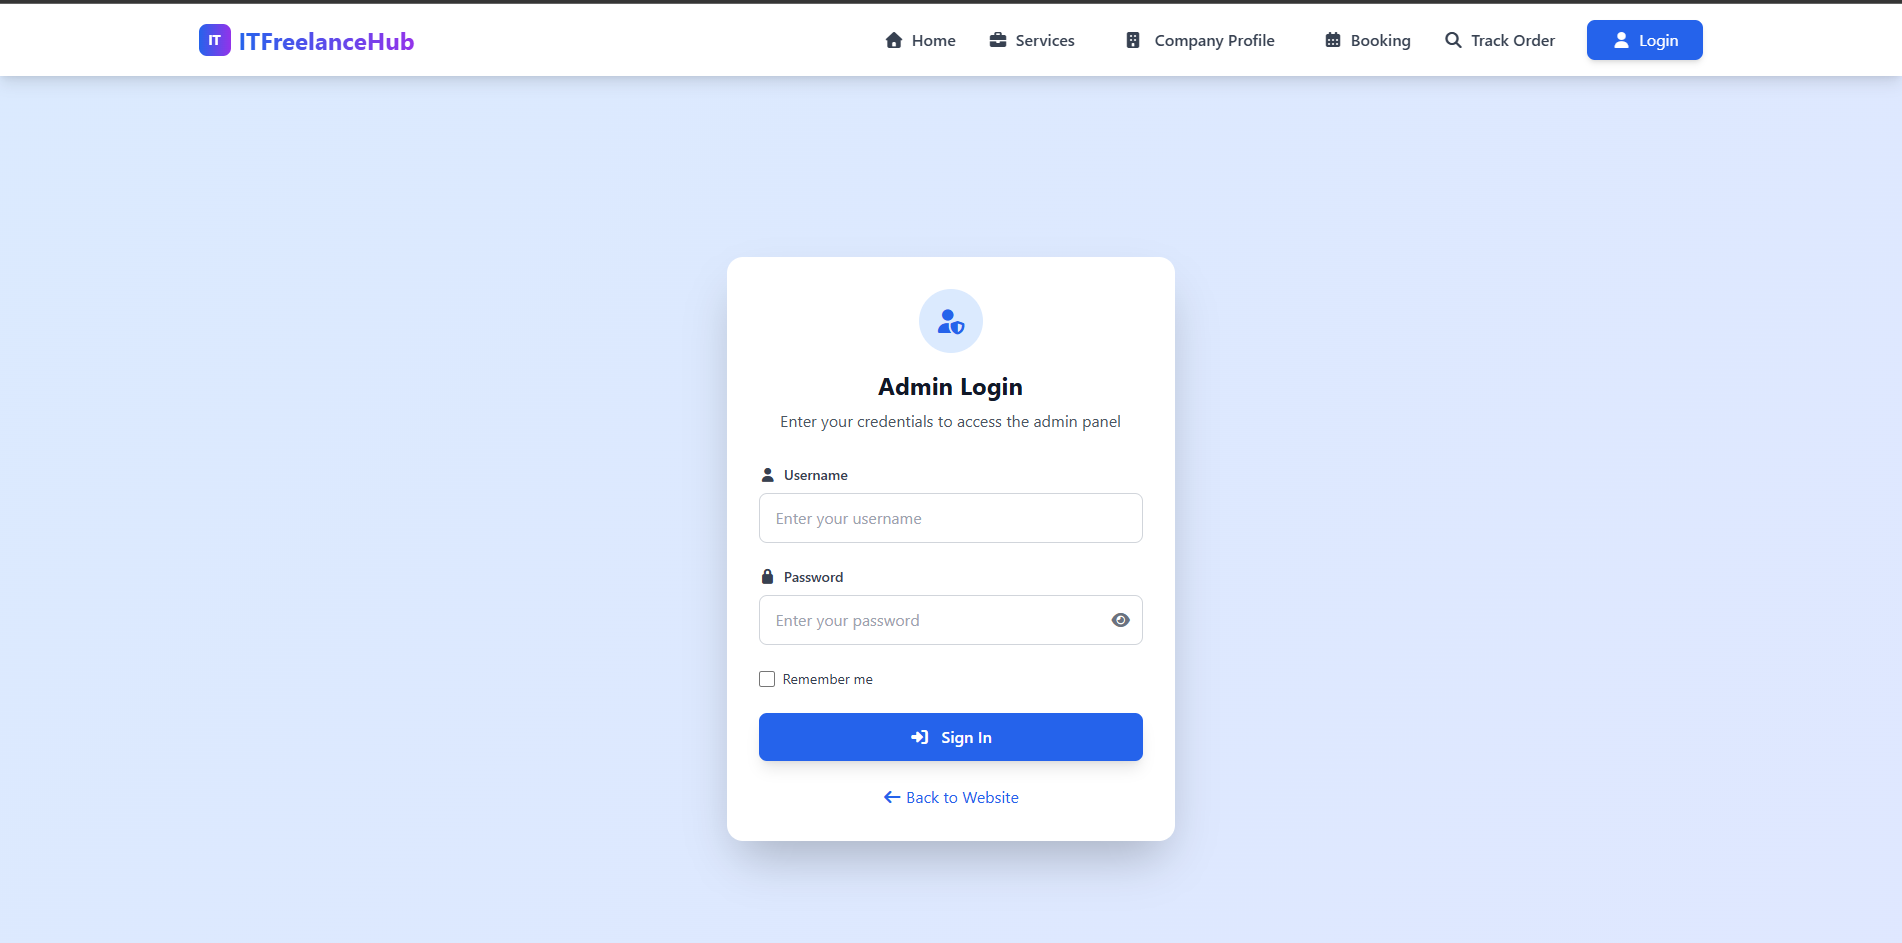 IT ITFreelanceHub Home Services Company Profile Booking Track Order Login
Admin Login
Enter your credentials to access the admin panel
Username
Enter your username
Password
Enter your password
Remember me
Sign In
Back to Website